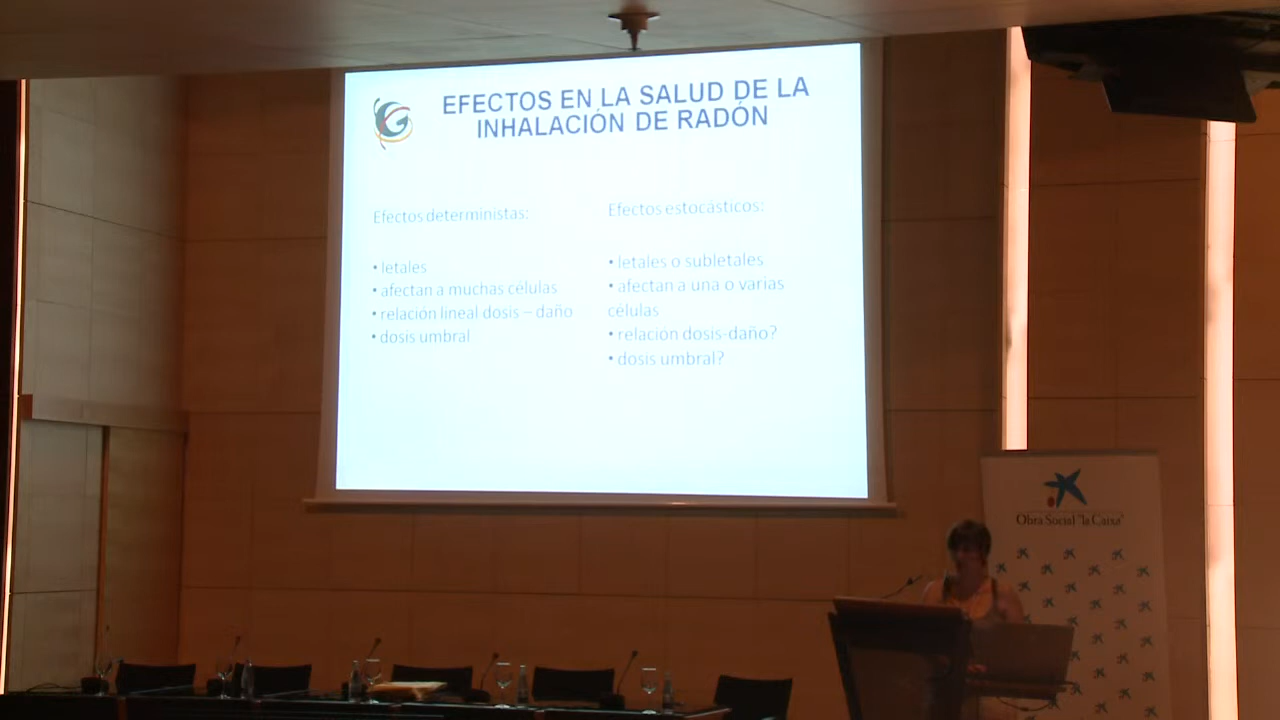 EFECTOS EN LA SALUD DE LA
INHALACIÓN DE RADÓN
Efectos deterministas:
• letales
• afectan a muchas células
• relación lineal dosis – daño
• dosis umbral
Efectos estocásticos:
• letales o subletales
• afectan a una o varias
células
• relación dosis-daño?
• dosis umbral?
Obra Social "la Caixa"